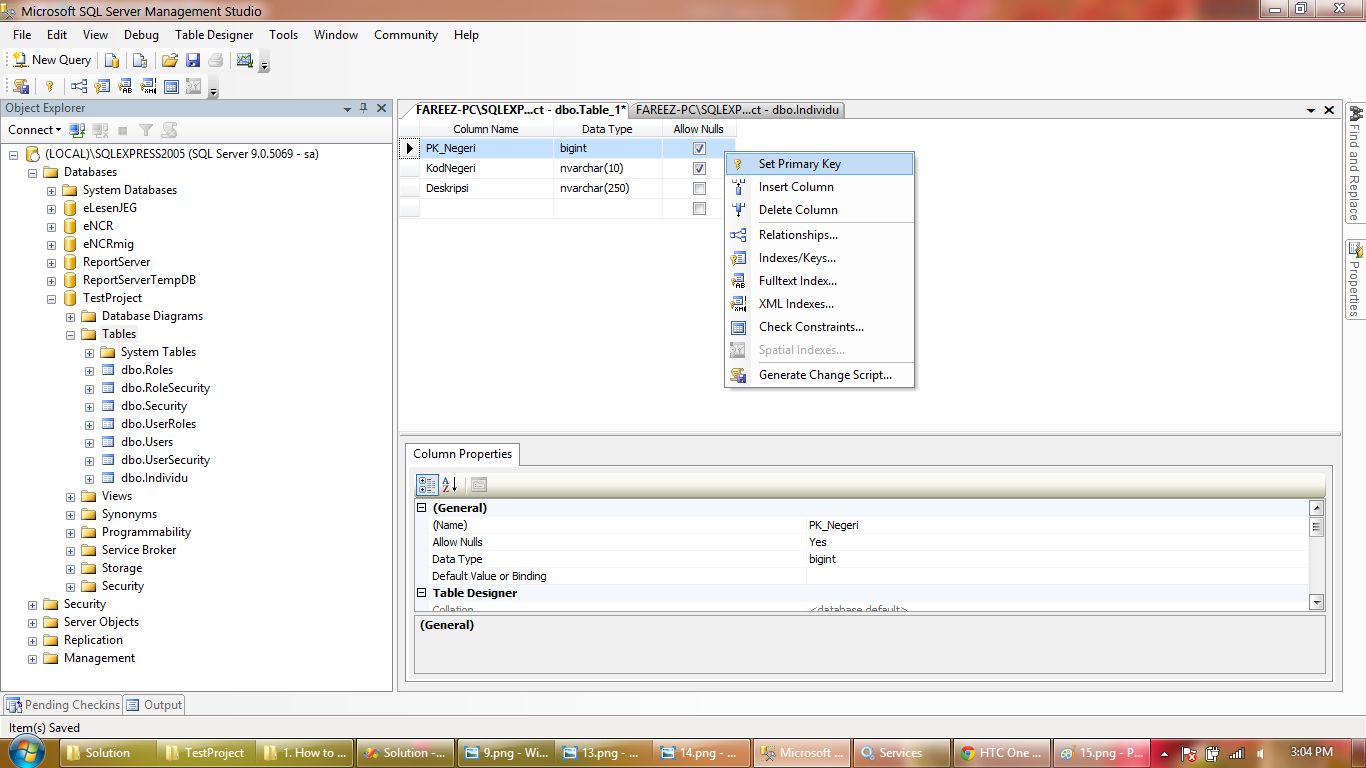 Microsoft SQL Server Management Studio
File Edit View Debug Table Designer Tools Window Community Help
New Query
Object Explorer
Connect
(LOCAL)\SQLEXPRESS2005 (SQL Server 9.0.5069 - sa)
Databases
System Databases
eLesenJEG
eNCR
eNCRmig
ReportServer
ReportServerTempDB
TestProject
Database Diagrams
Tables
System Tables
dbo.Roles
dbo.RoleSecurity
dbo.Security
dbo.UserRoles
dbo.Users
dbo.UserSecurity
dbo.Individu
Views
Synonyms
Programmability
Service Broker
Storage
Security
Security
Server Objects
Replication
Management
FAREEZ-PC\SQLEXP...ct - dbo.Table_1* FAREEZ-PC\SQLEXP...ct - dbo.Individu
Column Name Data Type Allow Nulls
PK_Negeri bigint
KodNegeri nvarchar(10)
Deskripsi nvarchar(250)
Set Primary Key
Insert Column
Delete Column
Relationships...
Indexes/Keys...
Fulltext Index...
XML Indexes...
Check Constraints...
Spatial Indexes...
Generate Change Script...
Find and Replace
Properties
Column Properties
(General)
(Name) PK_Negeri
Allow Nulls Yes
Data Type bigint
Default Value or Binding
Table Designer
Collation <database default>
(General)
Pending Checkins Output
Item(s) Saved
Solution TestProject 1. How to ... Solution -... 9.png - Wi... 13.png - ... 14.png - ... Microsoft ... Services HTC One ... 15.png - P... 3:04 PM